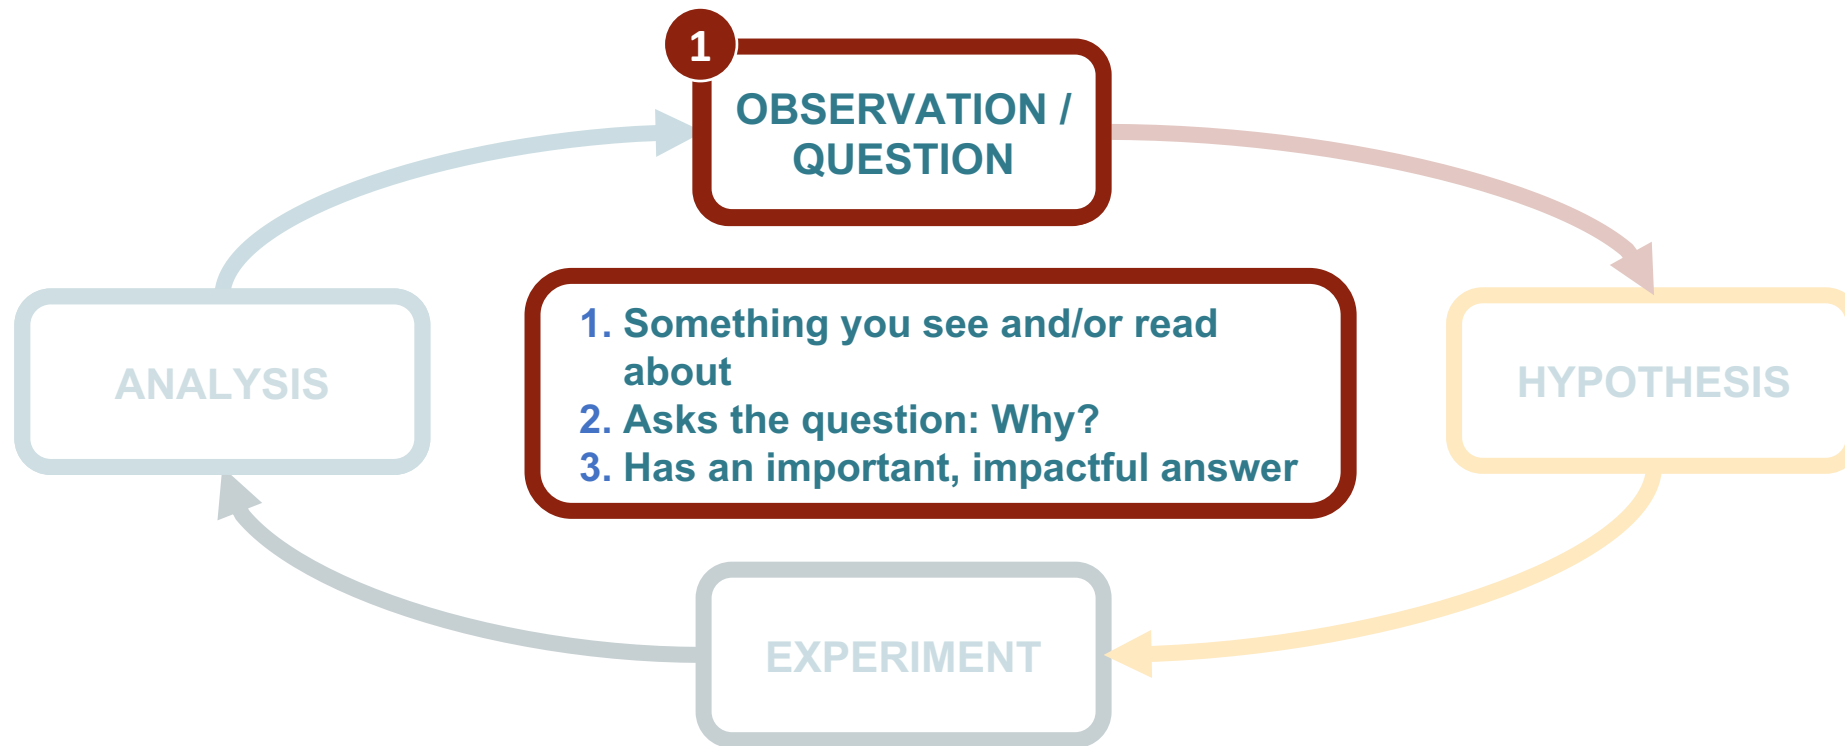 1
OBSERVATION /
QUESTION
1. Something you see and/or read
about
2. Asks the question: Why?
3. Has an important, impactful answer
ANALYSIS
HYPOTHESIS
EXPERIMENT